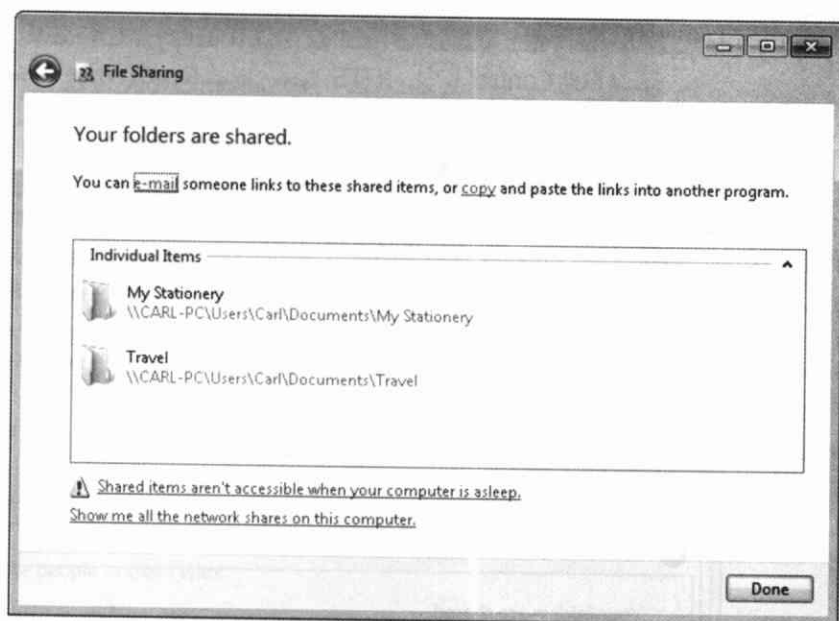 File Sharing
Your folders are shared.
You can e-mail someone links to these shared items, or copy and paste the links into another program.
Individual Items
My Stationery
\\CARL-PC\Users\Carl\Documents\My Stationery
Travel
\\CARL-PC\Users\Carl\Documents\Travel
Shared items aren't accessible when your computer is asleep.
Show me all the network shares on this computer.
Done